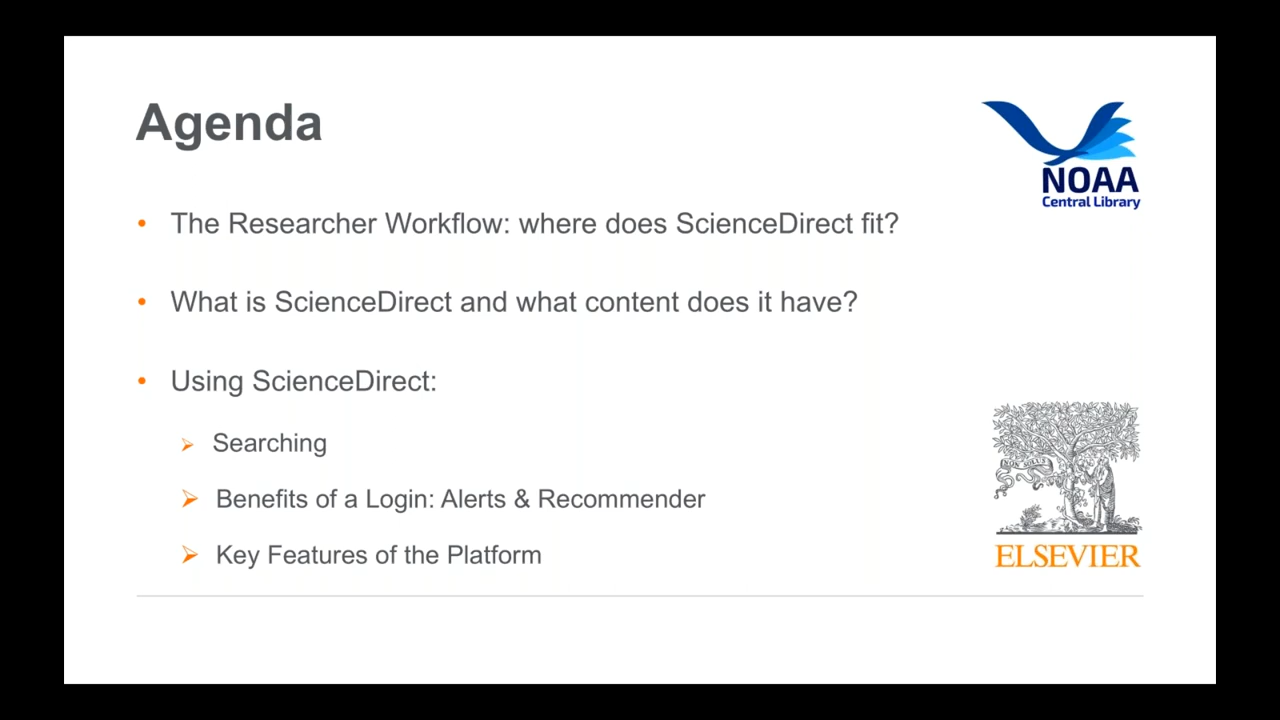 Agenda
NOAA
Central Library
• The Researcher Workflow: where does ScienceDirect fit?
• What is ScienceDirect and what content does it have?
• Using ScienceDirect:
➢ Searching
➢ Benefits of a Login: Alerts & Recommender
➢ Key Features of the Platform
ELSEVIER